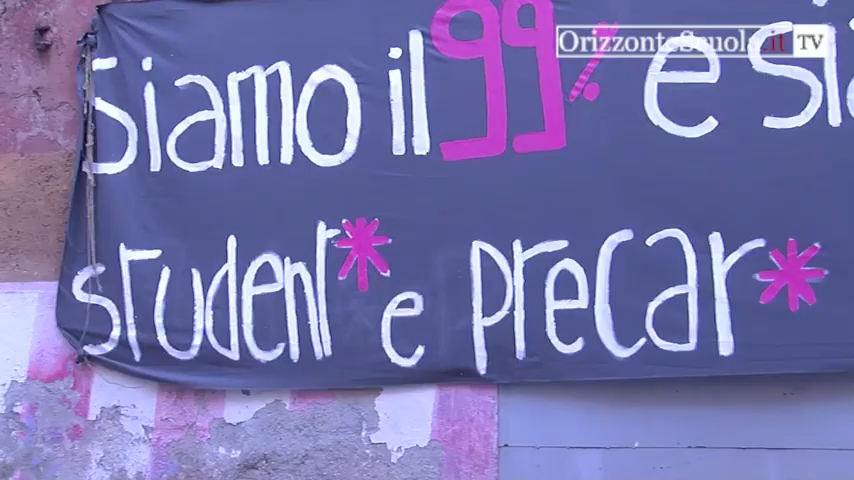 OrizzonteScuola.it TV
siamo il 99% e sia
student* e precar*